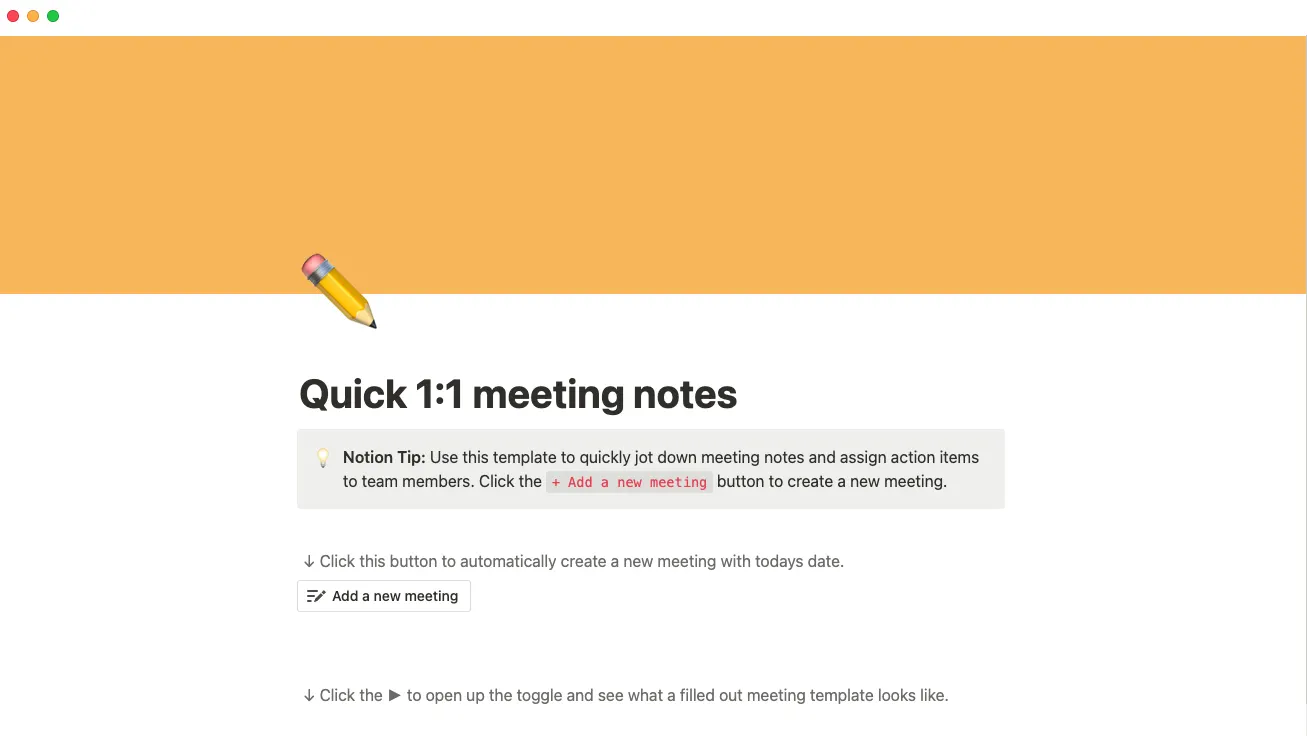 Quick 1:1 meeting notes
Notion Tip: Use this template to quickly jot down meeting notes and assign action items
to team members. Click the + Add a new meeting button to create a new meeting.
↓ Click this button to automatically create a new meeting with todays date.
Add a new meeting
↓ Click the ▶ to open up the toggle and see what a filled out meeting template looks like.